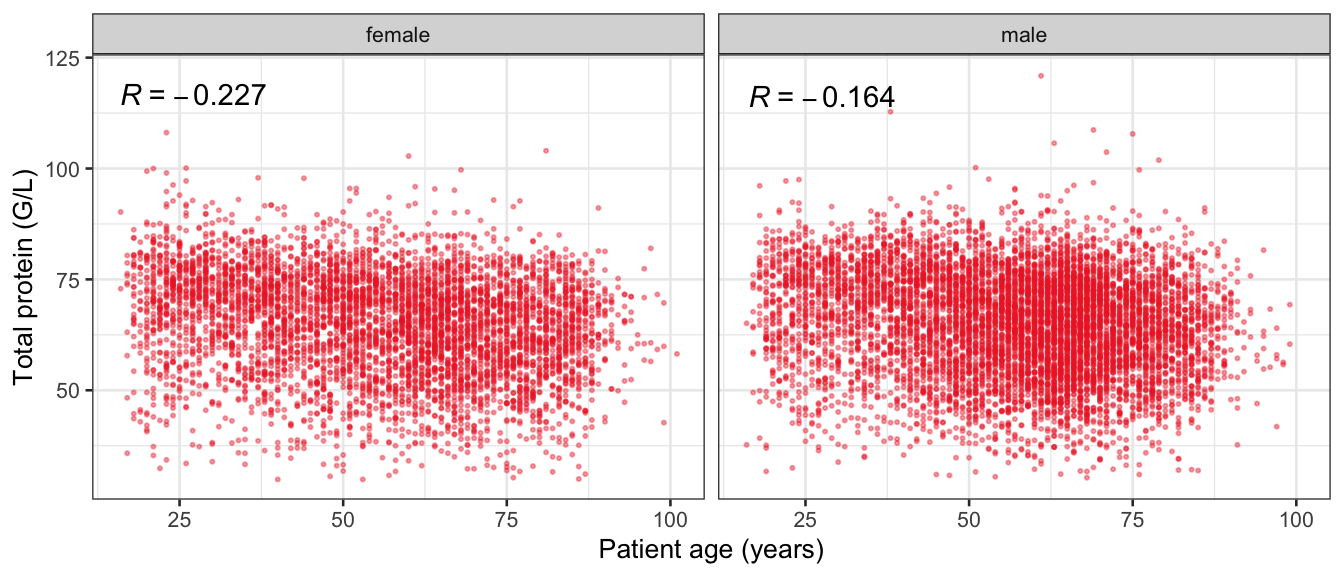 female
male
R = −0.227
R = −0.164
Total protein (G/L)
125
100
75
50
25
50
75
100
25
50
75
100
Patient age (years)